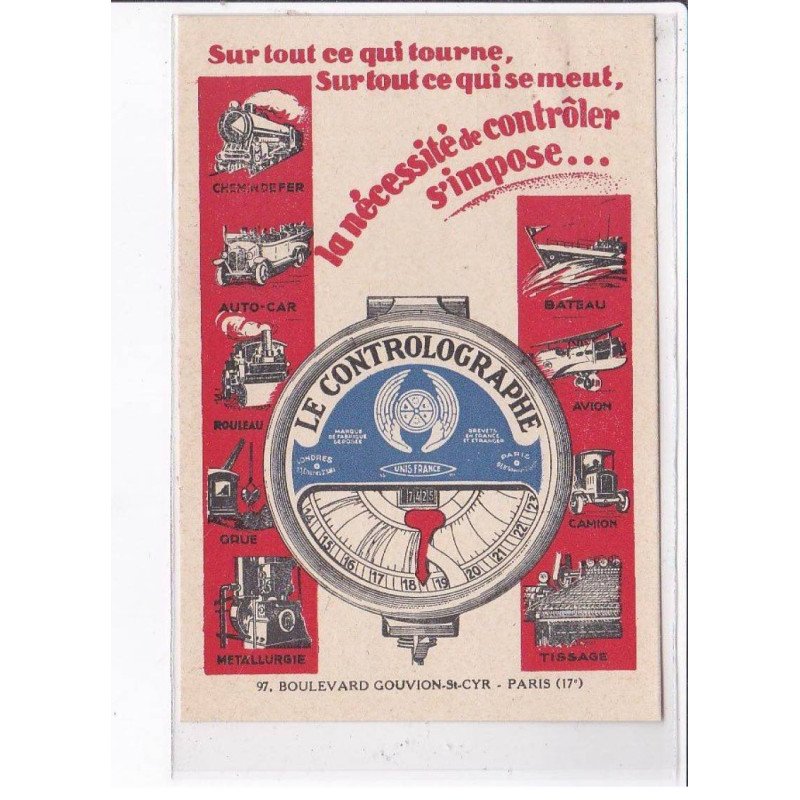 Sur tout ce qui tourne,
Sur tout ce qui se meut,
la nécessité de contrôler
s'impose...
CHEMIN DE FER
AUTO-CAR
ROULEAU
GRUE
METALLURGIE
BATEAU
AVION
CAMION
TISSAGE
LE CONTROLOGRAPHE
MARQUE
DE FABRIQUE
DEPOSEE
BREVETS
EN FRANCE
ET ETRANGER
LONDRES
PARIS
UNIS FRANCE
7425
14 15 16 17 18 19 20 21 22 23
97, BOULEVARD GOUVION-St-CYR - PARIS (17e)